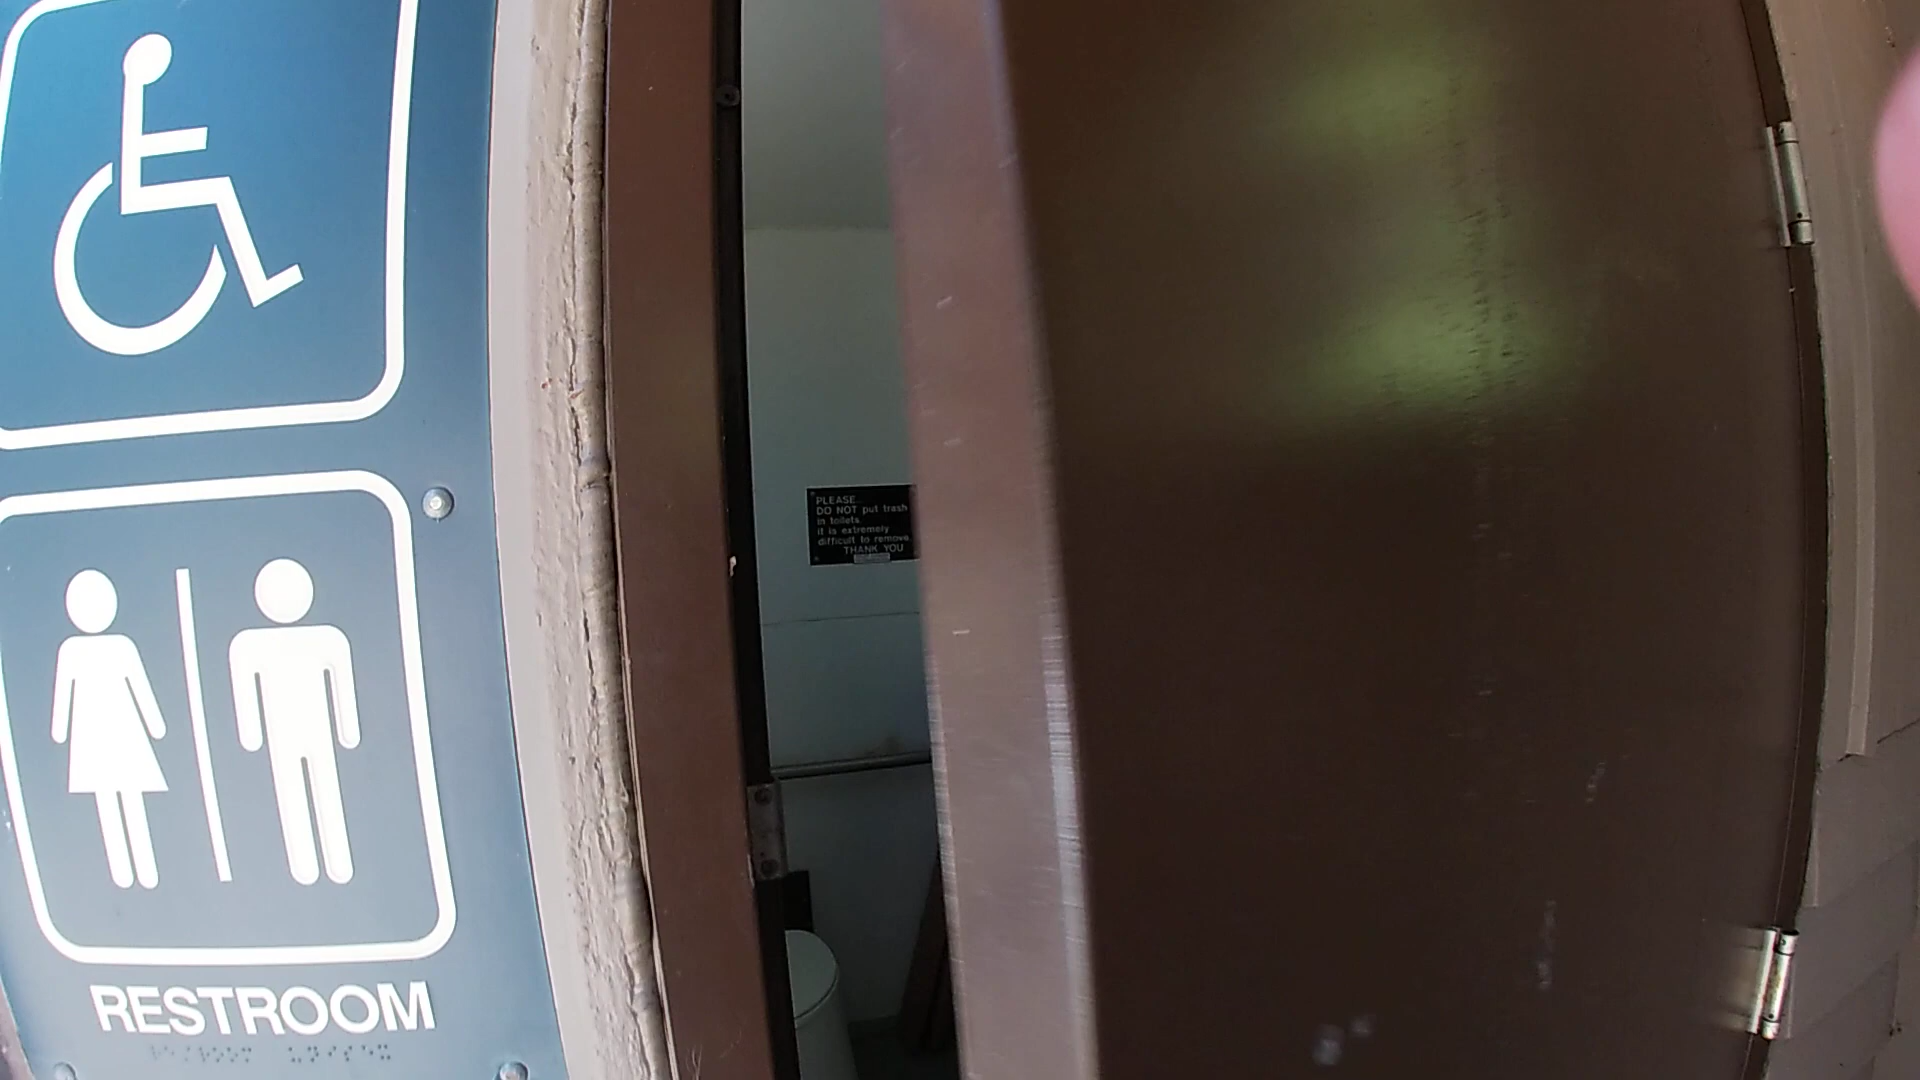 RESTROOM
PLEASE..
DO NOT put trash
in toilets
it is extremely
difficult to remove.
THANK YOU